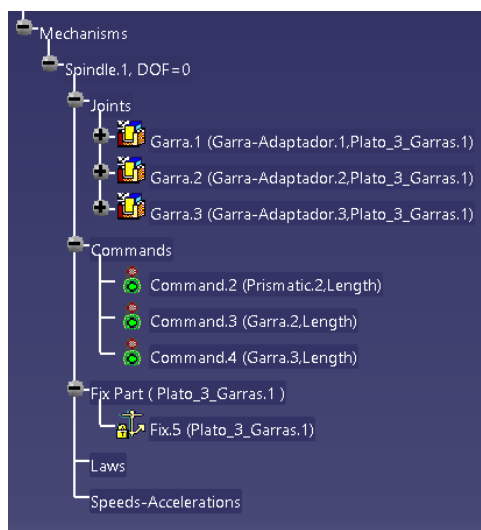 Mechanisms
Spindle.1, DOF=0
Joints
Garra.1 (Garra-Adaptador.1,Plato_3_Garras.1)
Garra.2 (Garra-Adaptador.2,Plato_3_Garras.1)
Garra.3 (Garra-Adaptador.3,Plato_3_Garras.1)
Commands
Command.2 (Prismatic.2,Length)
Command.3 (Garra.2,Length)
Command.4 (Garra.3,Length)
Fix Part ( Plato_3_Garras.1 )
Fix.5 (Plato_3_Garras.1)
Laws
Speeds-Accelerations